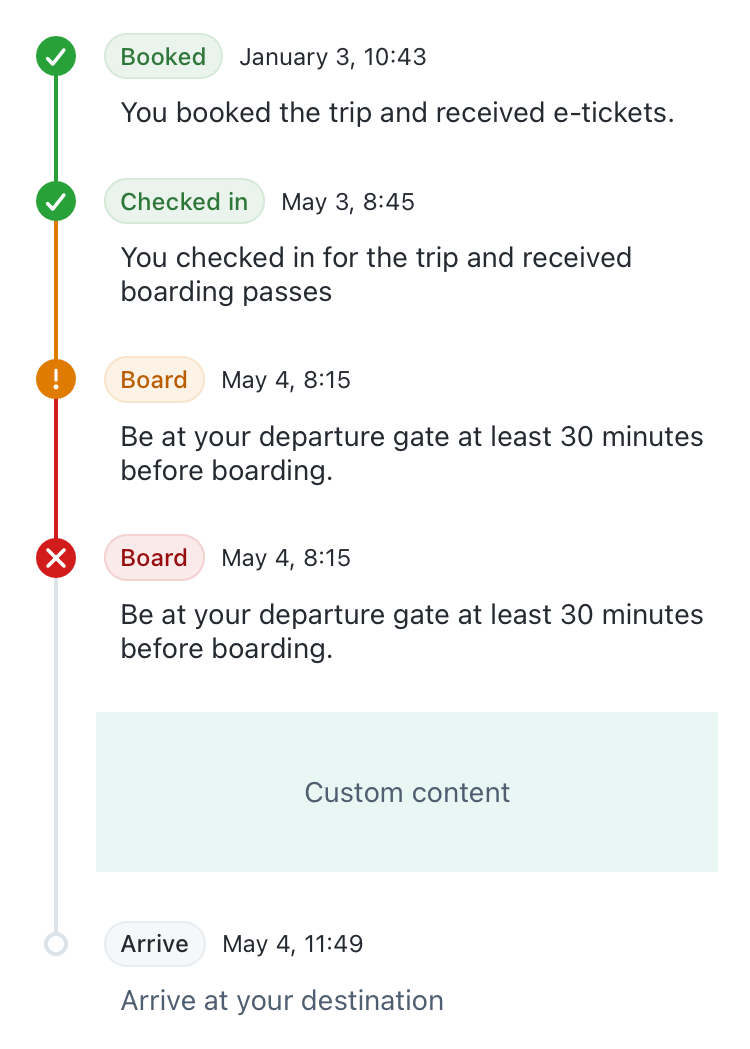 Booked January 3, 10:43
You booked the trip and received e-tickets.
Checked in May 3, 8:45
You checked in for the trip and received
boarding passes
Board May 4, 8:15
Be at your departure gate at least 30 minutes
before boarding.
Board May 4, 8:15
Be at your departure gate at least 30 minutes
before boarding.
Custom content
Arrive May 4, 11:49
Arrive at your destination